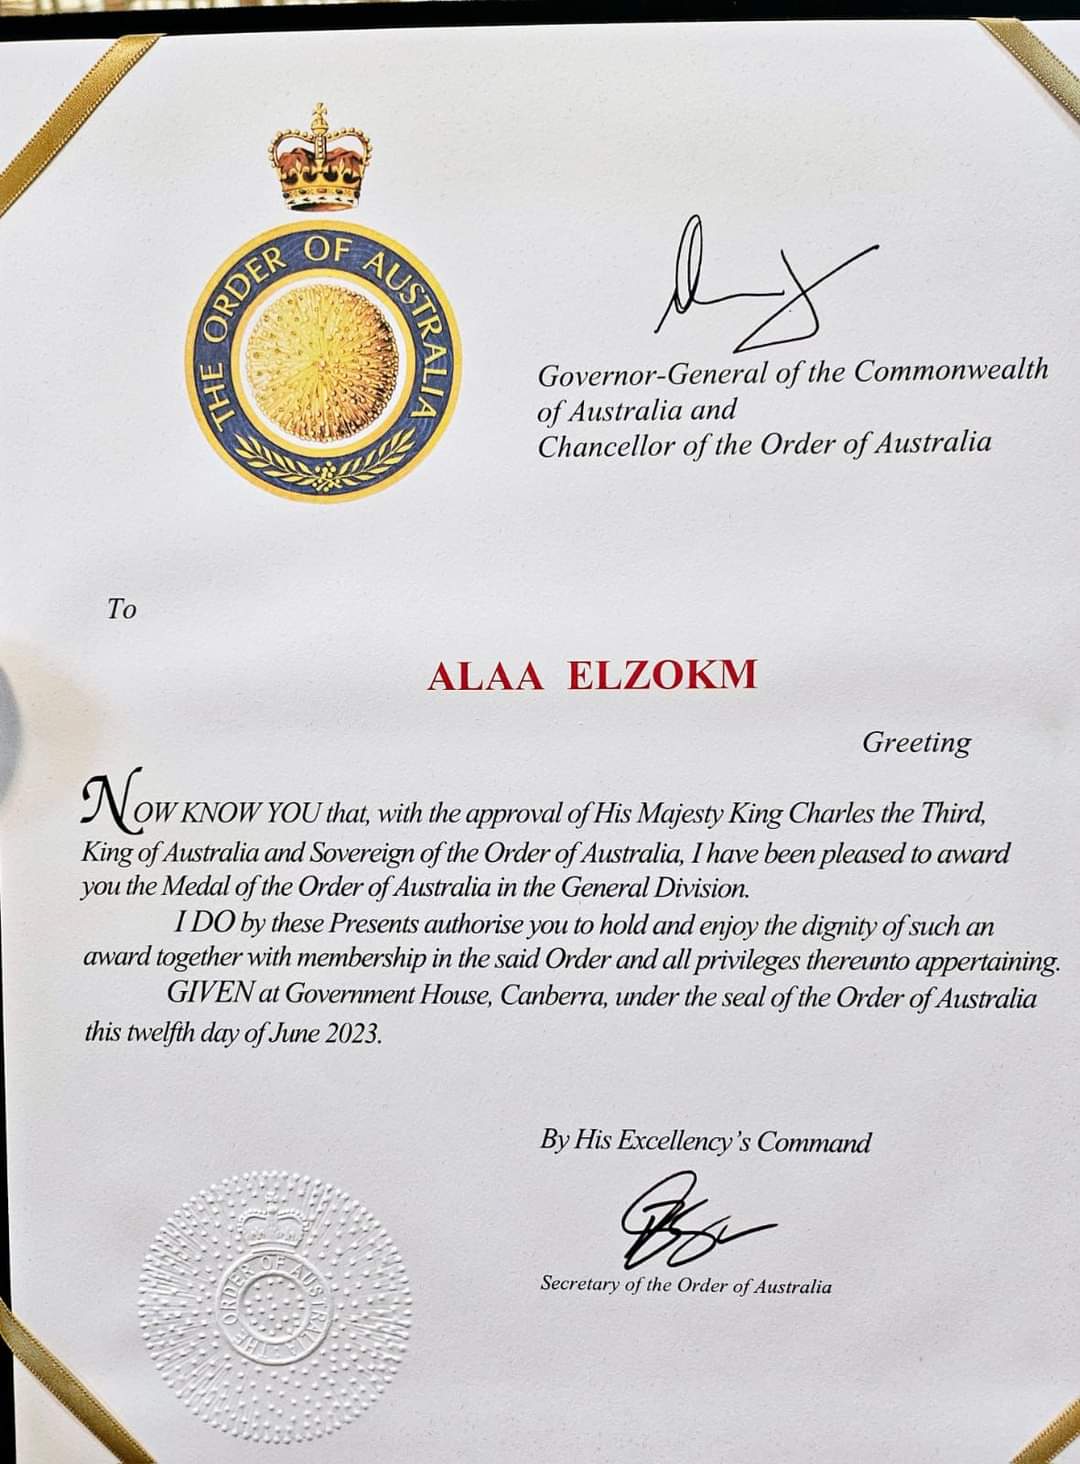 THE ORDER OF AUSTRALIA
Governor-General of the Commonwealth
of Australia and
Chancellor of the Order of Australia
To
ALAA ELZOKM
Greeting
NOW KNOW YOU that, with the approval of His Majesty King Charles the Third,
King of Australia and Sovereign of the Order of Australia, I have been pleased to award
you the Medal of the Order of Australia in the General Division.
I DO by these Presents authorise you to hold and enjoy the dignity of such an
award together with membership in the said Order and all privileges thereunto appertaining.
GIVEN at Government House, Canberra, under the seal of the Order of Australia
this twelfth day of June 2023.
By His Excellency's Command
Secretary of the Order of Australia
THE ORDER OF AUSTRALIA